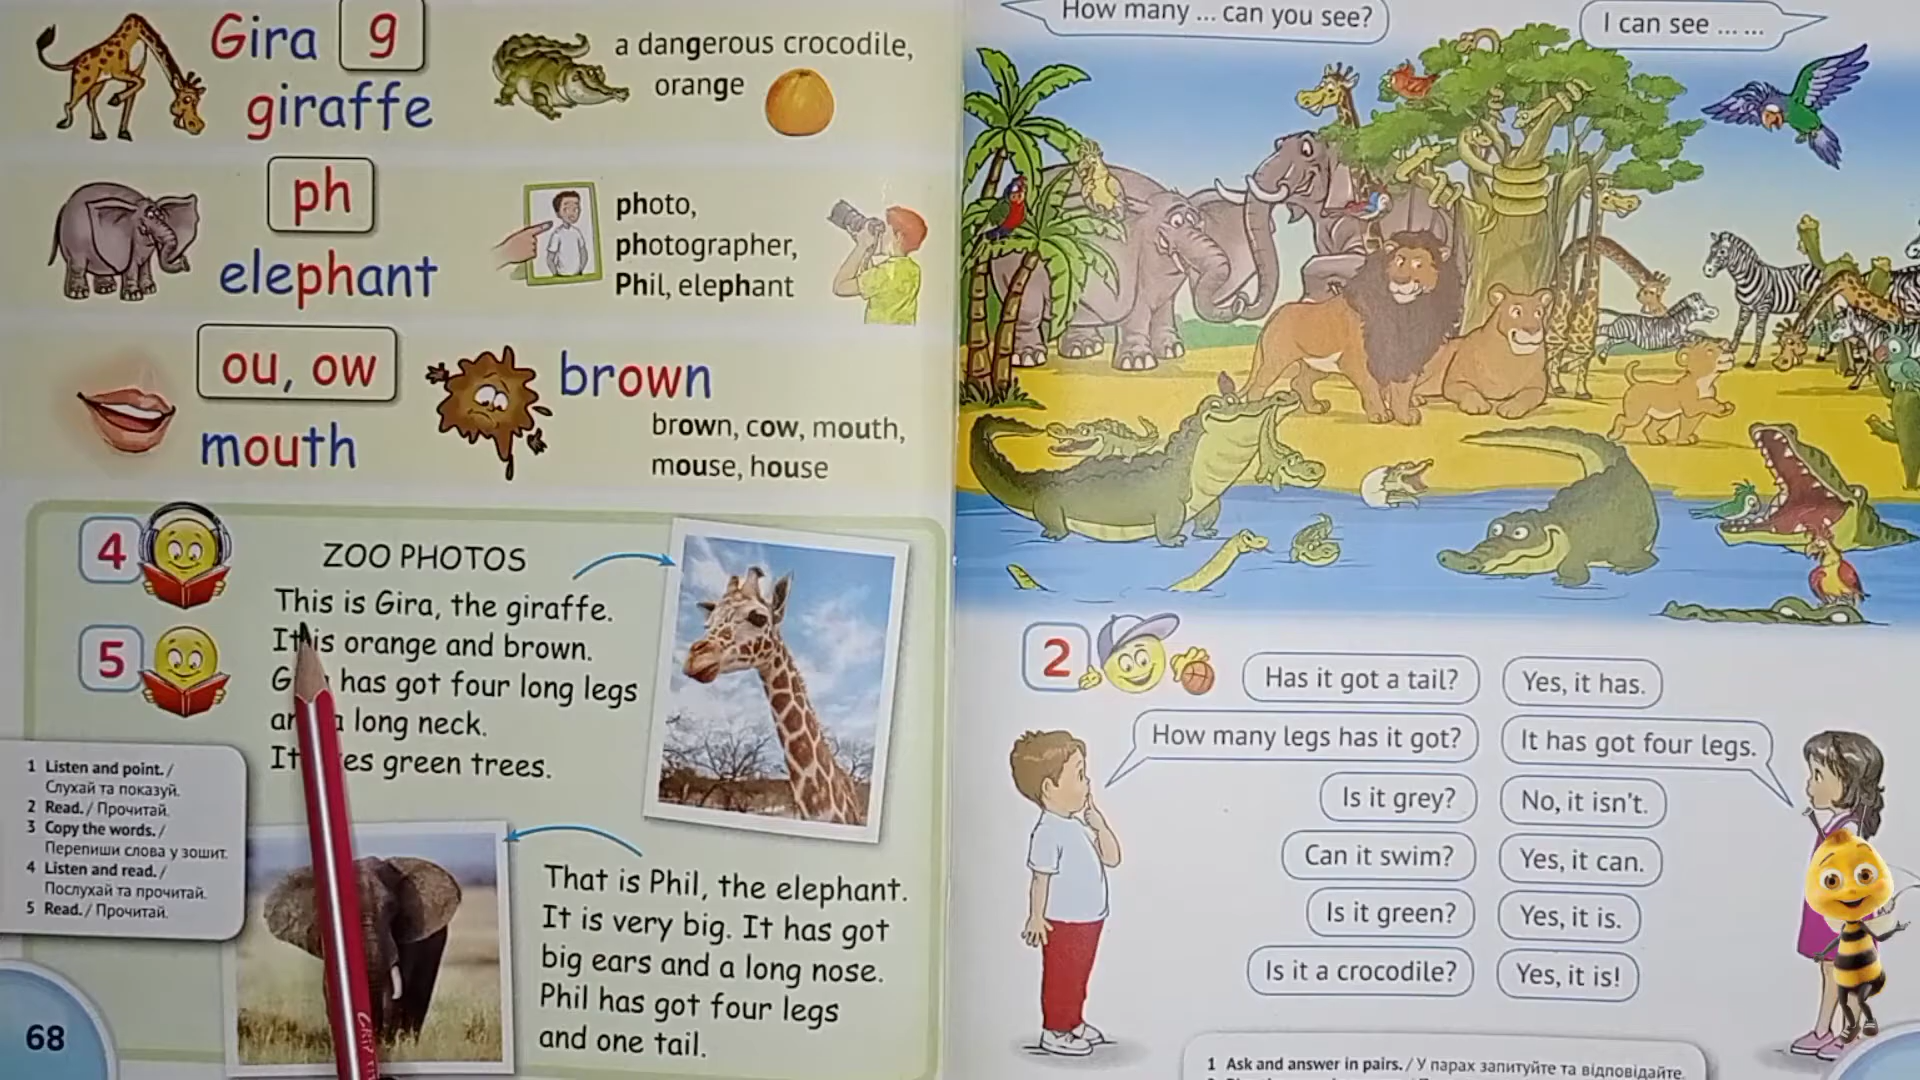 Gira g
giraffe
a dangerous crocodile,
orange
ph
elephant
photo,
photographer,
Phil, elephant
ou, ow
mouth
brown
brown, cow, mouth,
mouse, house
4
ZOO PHOTOS
This is Gira, the giraffe.
It is orange and brown.
5
has got four long legs
a long neck.
green trees.
1 Listen and point. /
Слухай та показуй.
2 Read. / Прочитай.
3 Copy the words. /
Перепиши слова у зошит.
4 Listen and read. /
Послухай та прочитай.
5 Read. / Прочитай.
That is Phil, the elephant.
It is very big. It has got
big ears and a long nose.
Phil has got four legs
and one tail.
68
How many ... can you see?
I can see ... ...
2
Has it got a tail?
Yes, it has.
How many legs has it got?
It has got four legs.
Is it grey?
No, it isn't.
Can it swim?
Yes, it can.
Is it green?
Yes, it is.
Is it a crocodile?
Yes, it is!
1 Ask and answer in pairs. / У парах запитуйте та відповідайте.